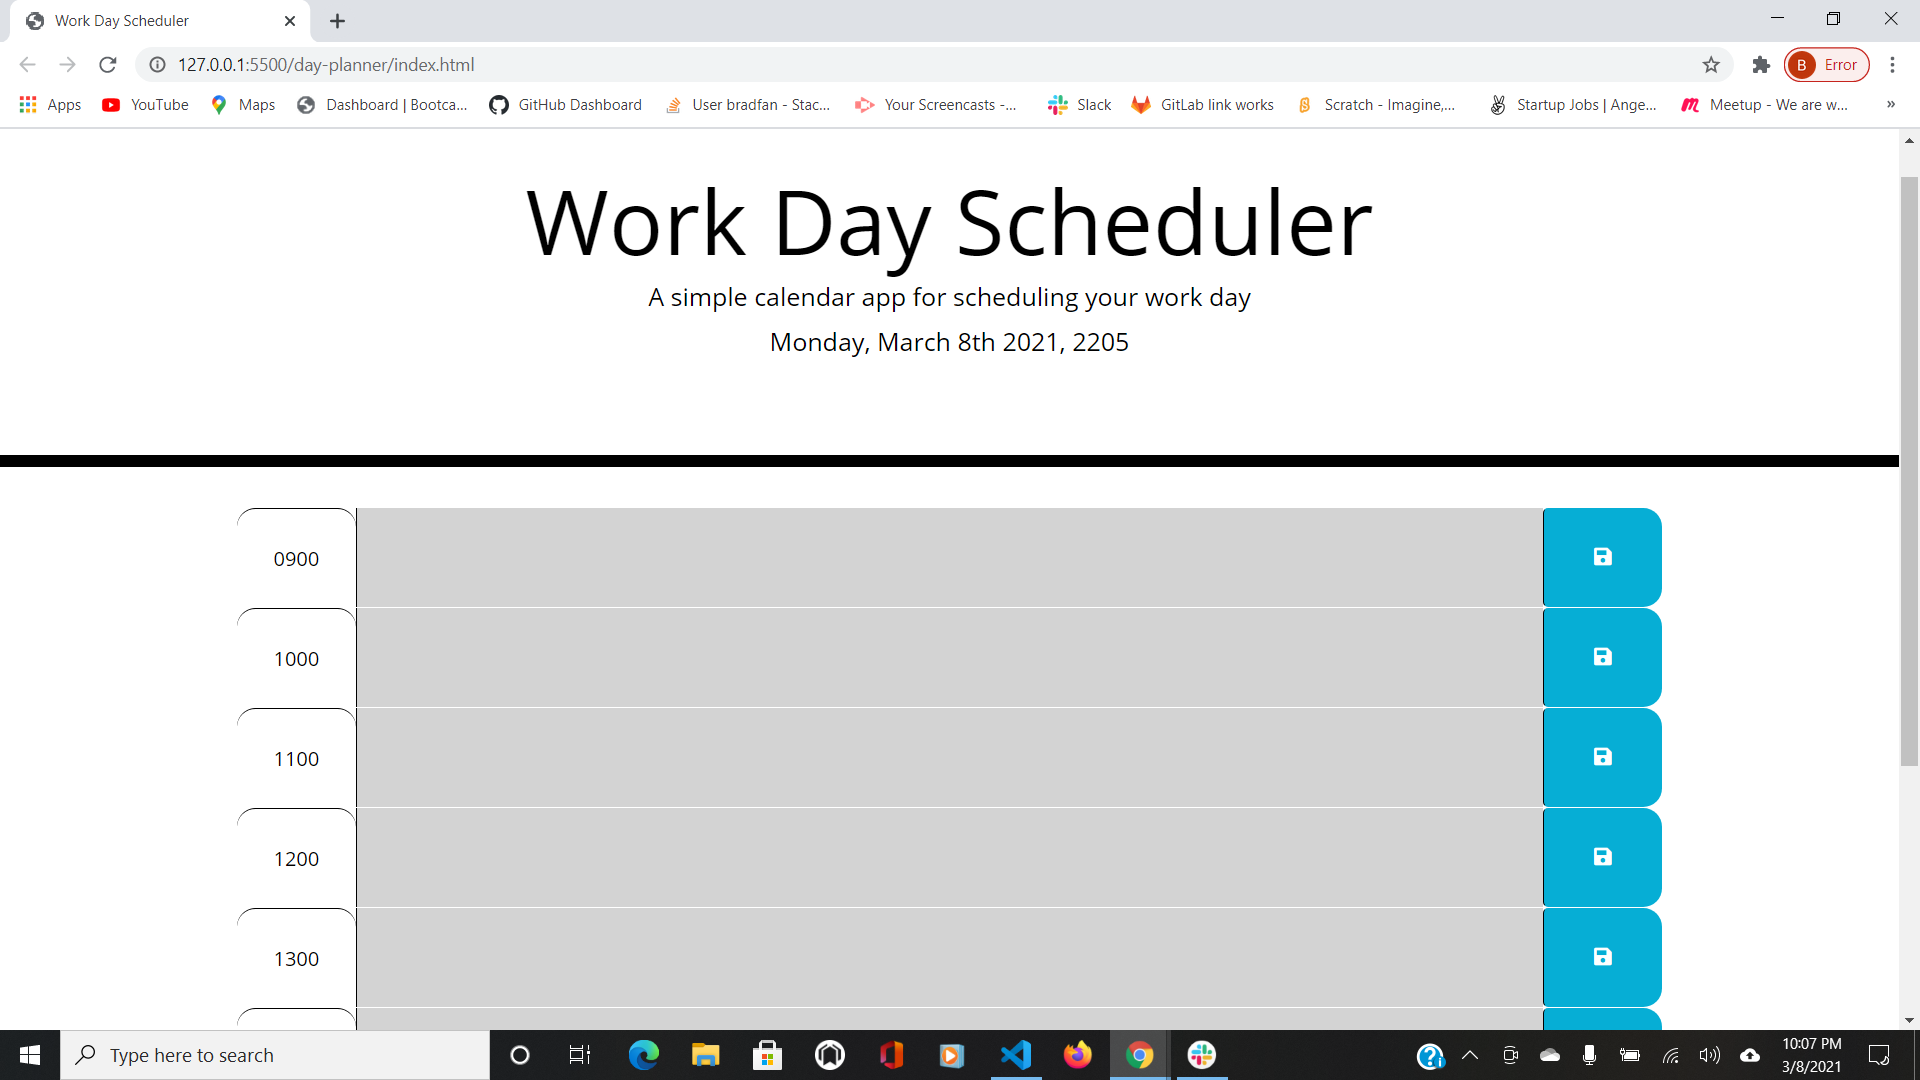 Work Day Scheduler
127.0.0.1:5500/day-planner/index.html
B Error
Apps YouTube Maps Dashboard | Bootca... GitHub Dashboard User bradfan - Stac... Your Screencasts -... Slack GitLab link works Scratch - Imagine,... Startup Jobs | Ange... Meetup - We are w... »
Work Day Scheduler
A simple calendar app for scheduling your work day
Monday, March 8th 2021, 2205
0900
1000
1100
1200
1300
Type here to search
10:07 PM
3/8/2021